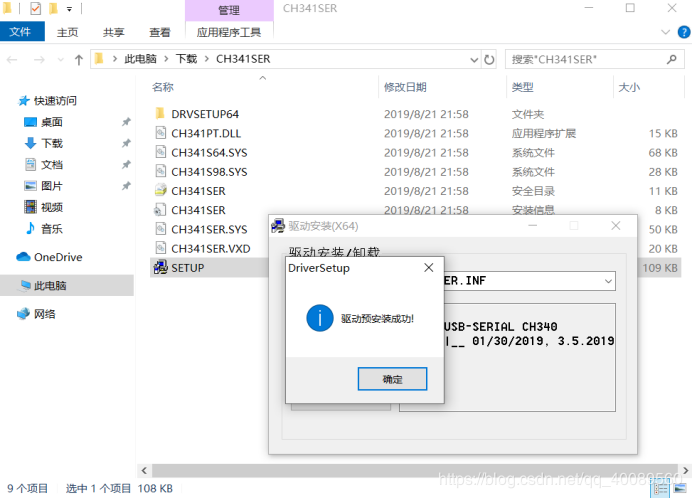 管理
CH341SER
文件
主页
共享
查看
应用程序工具
此电脑
下载
CH341SER
搜索"CH341SER"
名称
修改日期
类型
大小
快速访问
桌面
下载
文档
图片
视频
音乐
OneDrive
此电脑
网络
DRVSETUP64 2019/8/21 21:58 文件夹
CH341PT.DLL 2019/8/21 21:58 应用程序扩展 15 KB
CH341S64.SYS 2019/8/21 21:58 系统文件 68 KB
CH341S98.SYS 2019/8/21 21:58 系统文件 28 KB
CH341SER 2019/8/21 21:58 安全目录 11 KB
CH341SER 2019/8/21 21:58 安装信息 8 KB
CH341SER.SYS 50 KB
CH341SER.VXD 20 KB
SETUP 109 KB
驱动安装(X64)
驱动安装/卸载
ER.INF
USB-SERIAL CH340
|__ 01/30/2019, 3.5.2019
DriverSetup
驱动预安装成功!
确定
9 个项目 选中 1 个项目 108 KB